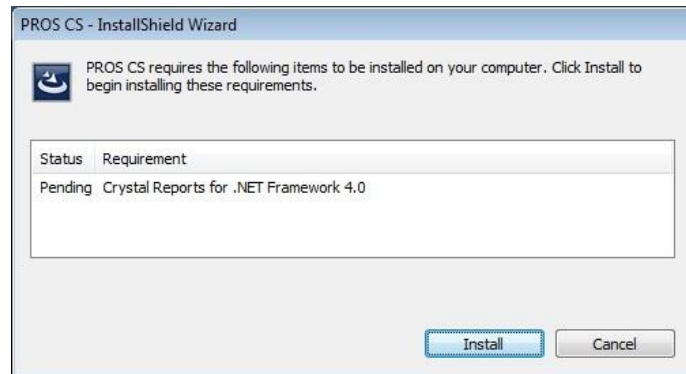 PROS CS - InstallShield Wizard
PROS CS requires the following items to be installed on your computer. Click Install to
begin installing these requirements.
Status Requirement
Pending Crystal Reports for .NET Framework 4.0
Install Cancel